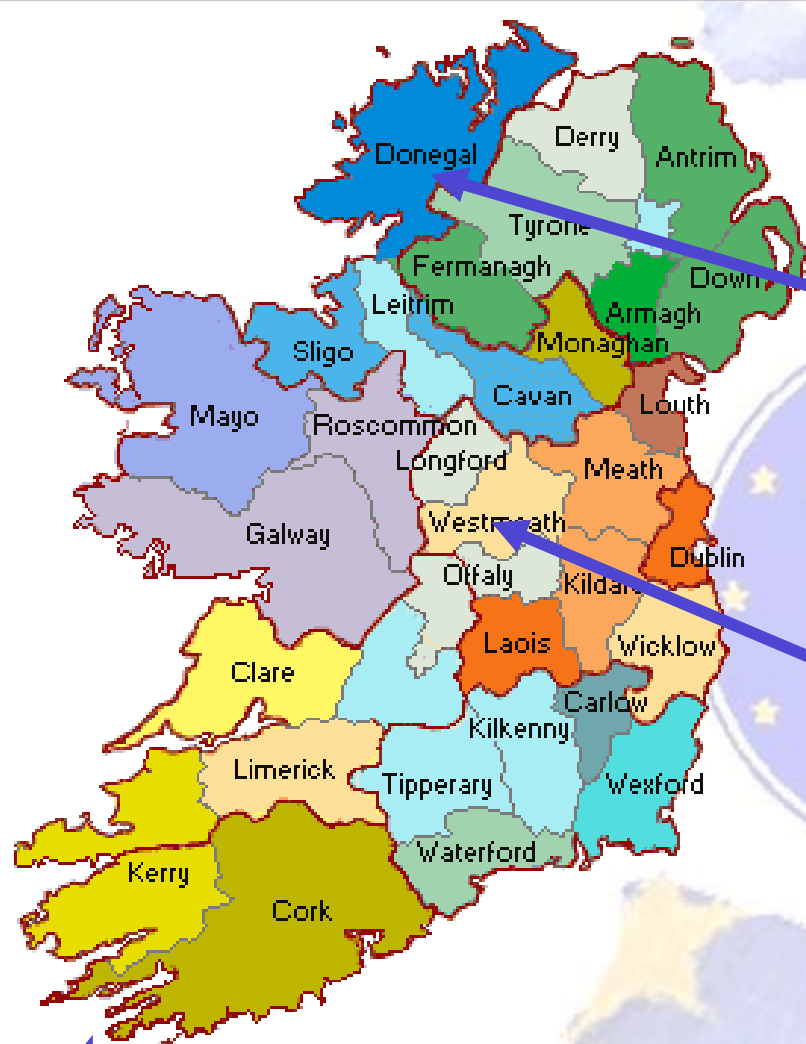 Derry
Donegal
Antrim
Tyrone
Fermanagh
Down
Leitrim
Armagh
Monaghan
Sligo
Cavan
Louth
Mayo
Roscommon
Longford
Meath
Westmeath
Galway
Dublin
Offaly
Kildare
Laois
Wicklow
Clare
Carlow
Kilkenny
Limerick
Tipperary
Wexford
Waterford
Kerry
Cork